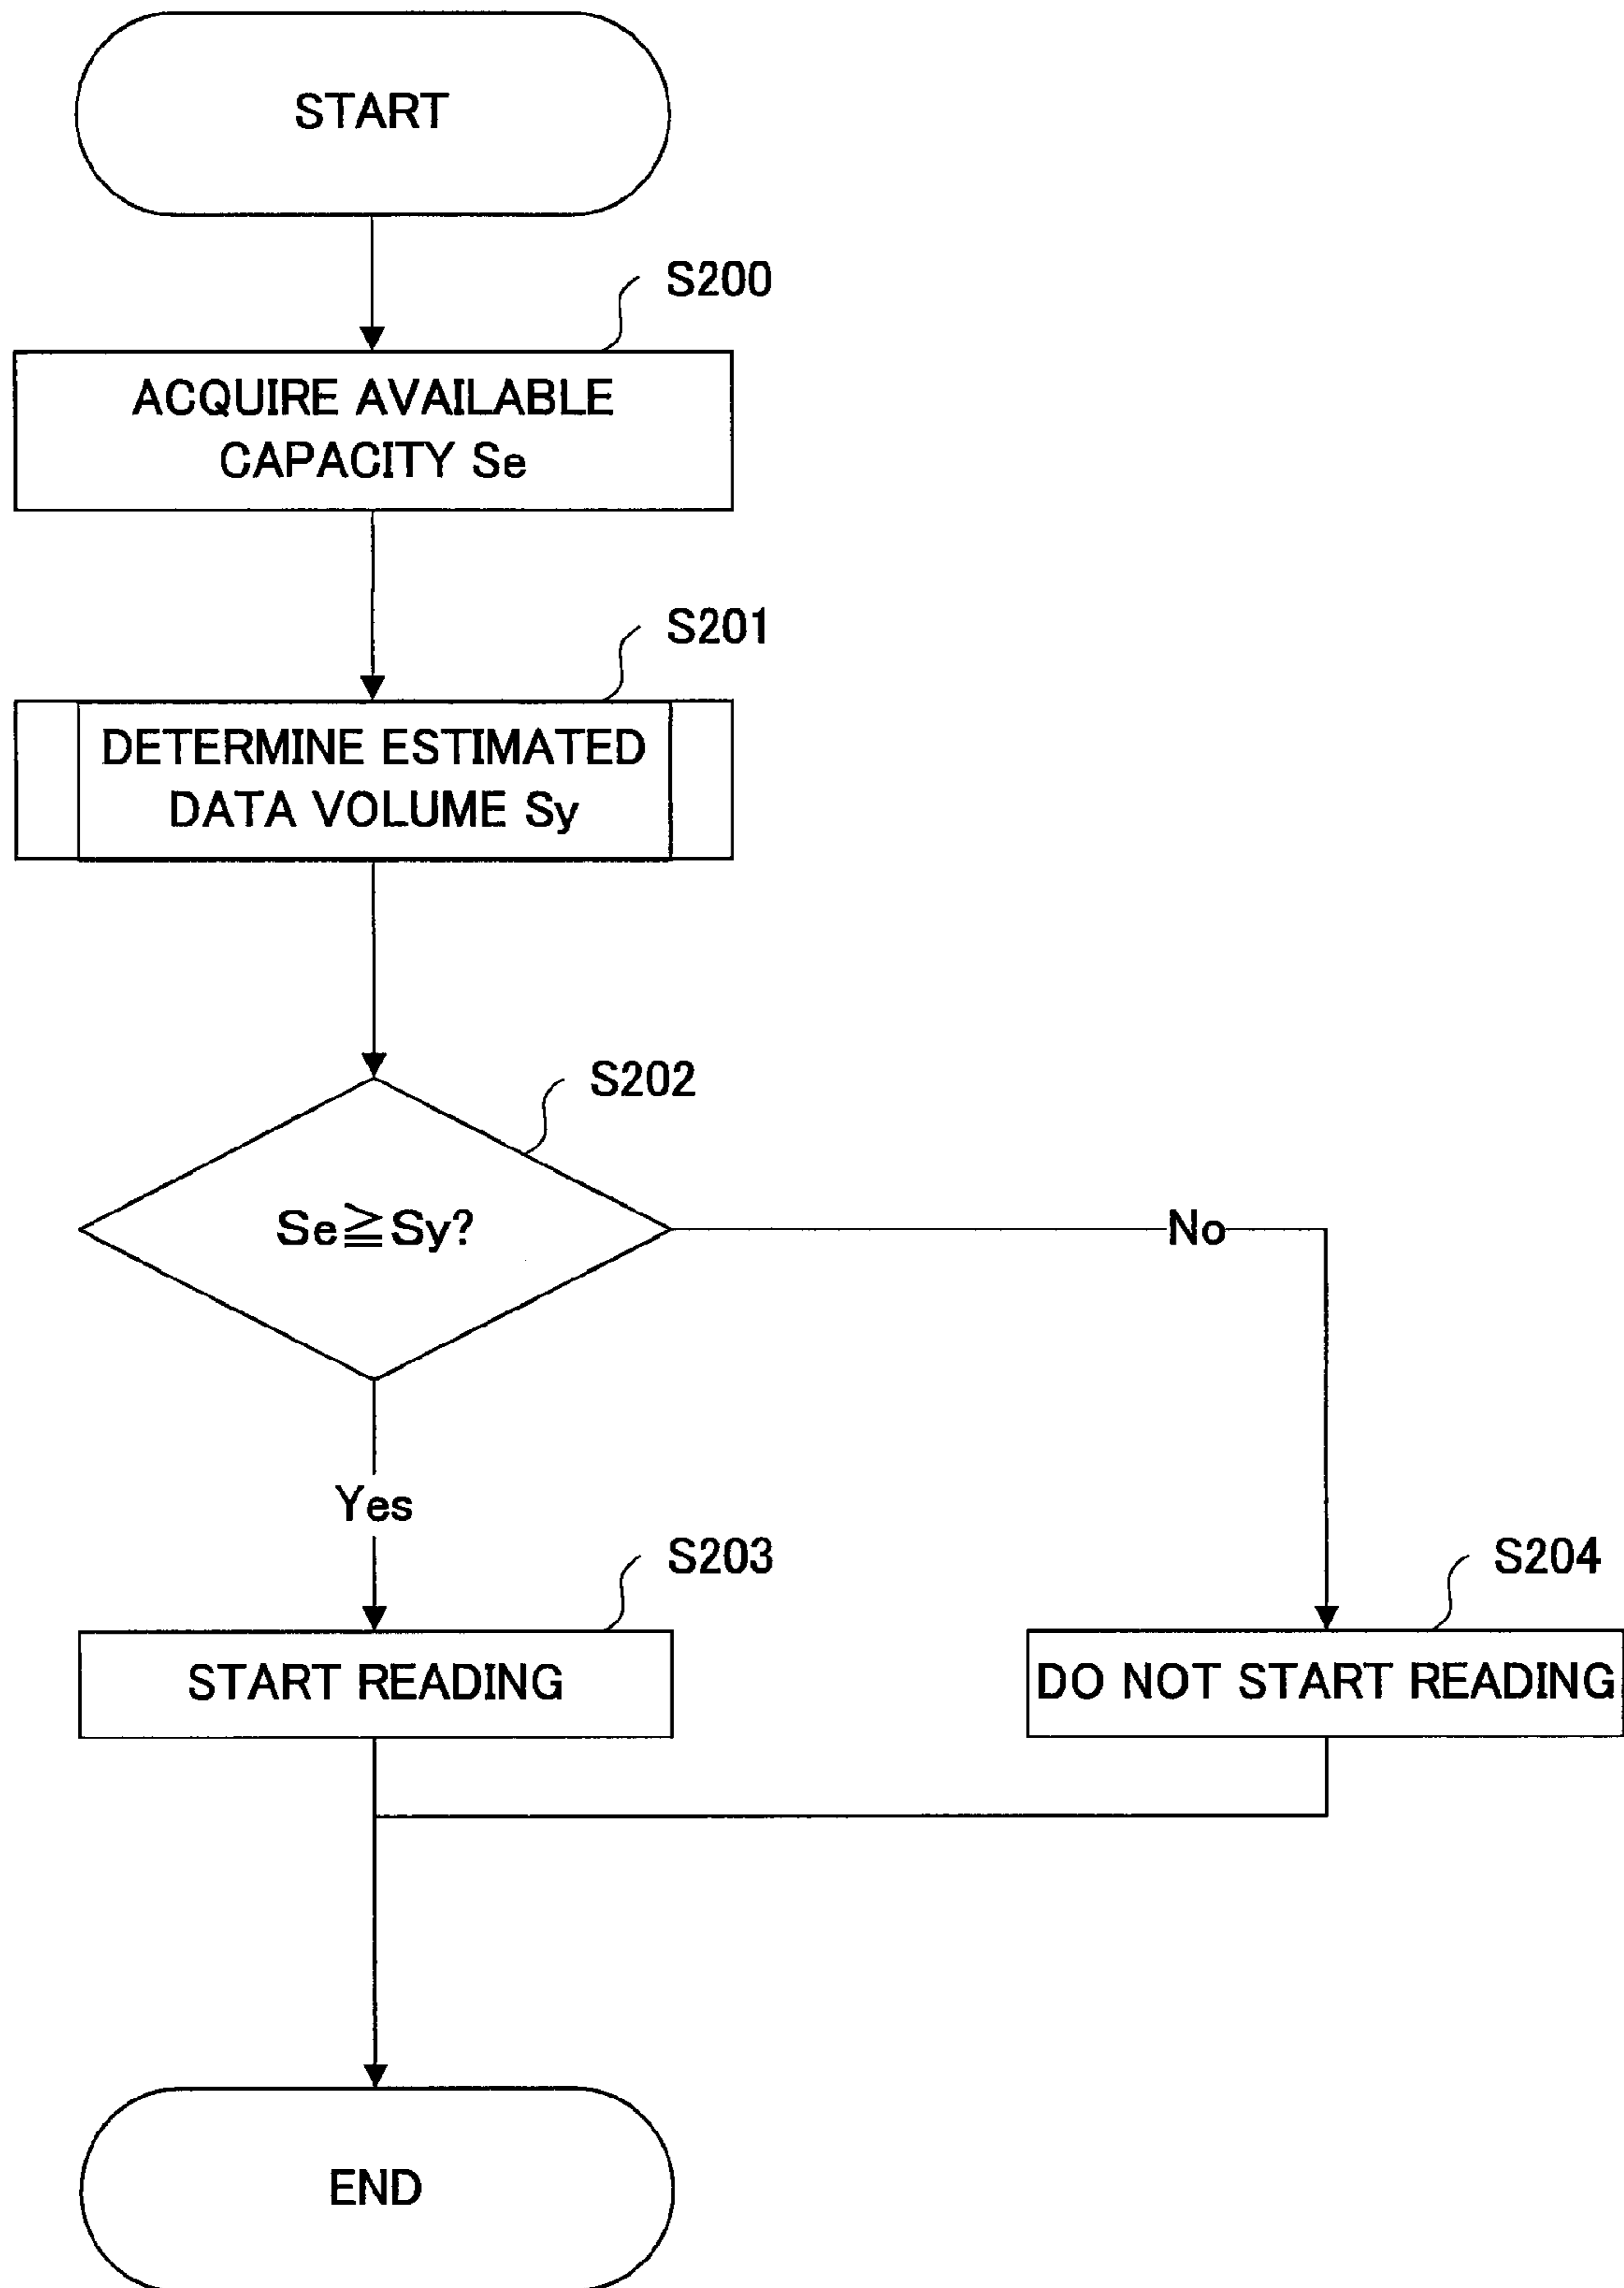 START
S200
ACQUIRE AVAILABLE
CAPACITY Se
S201
DETERMINE ESTIMATED
DATA VOLUME Sy
S202
Se≧Sy?
No
Yes
S203
START READING
S204
DO NOT START READING
END